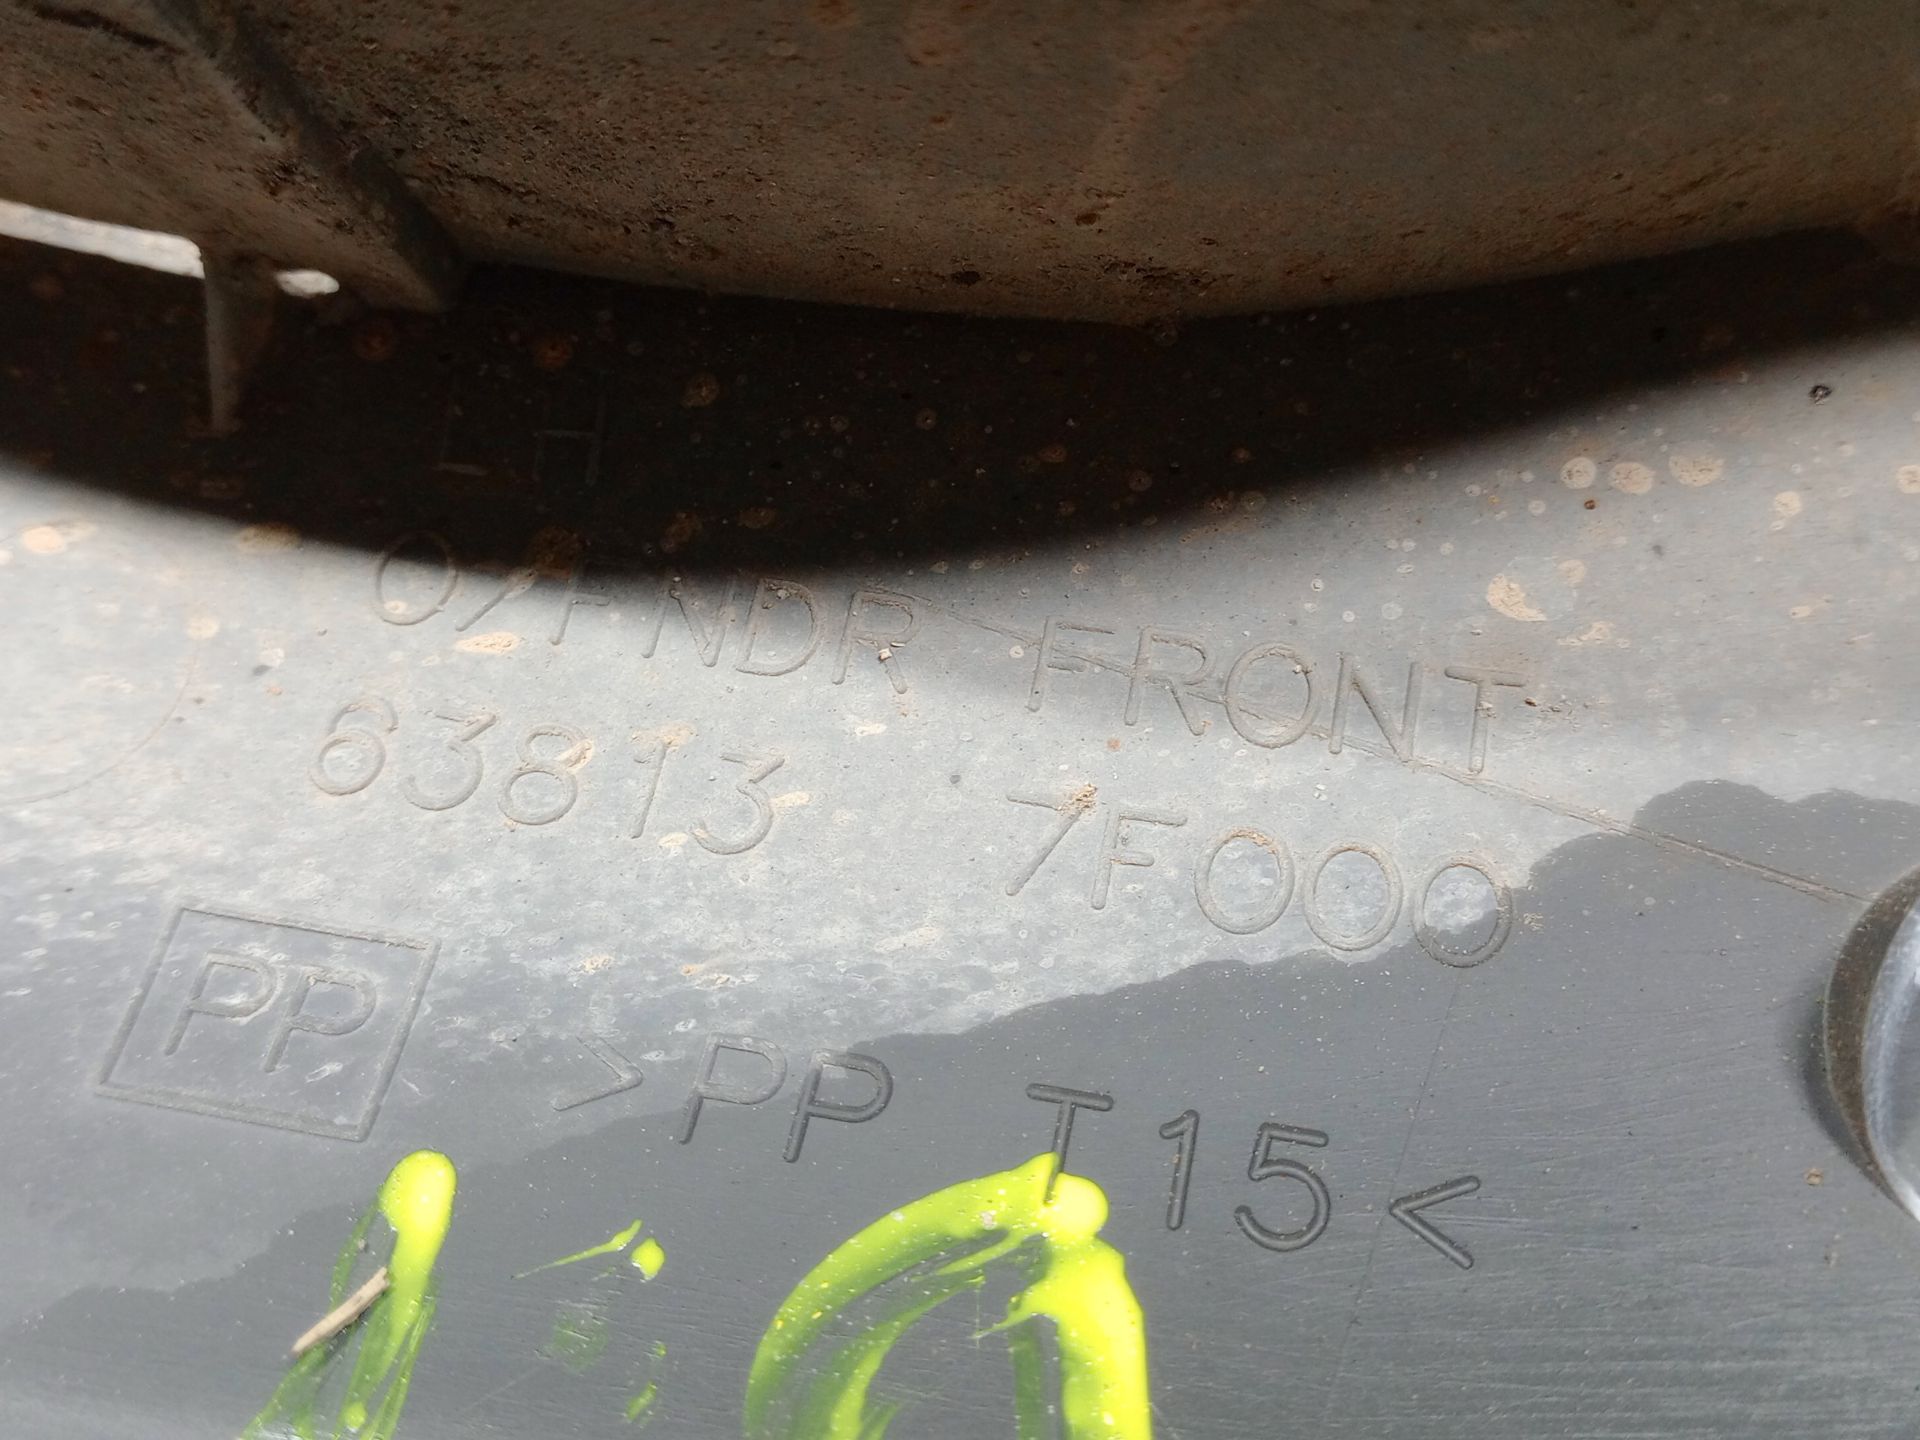 LH
O/FNDR FRONT
63813 7F000
PP >PP T15<